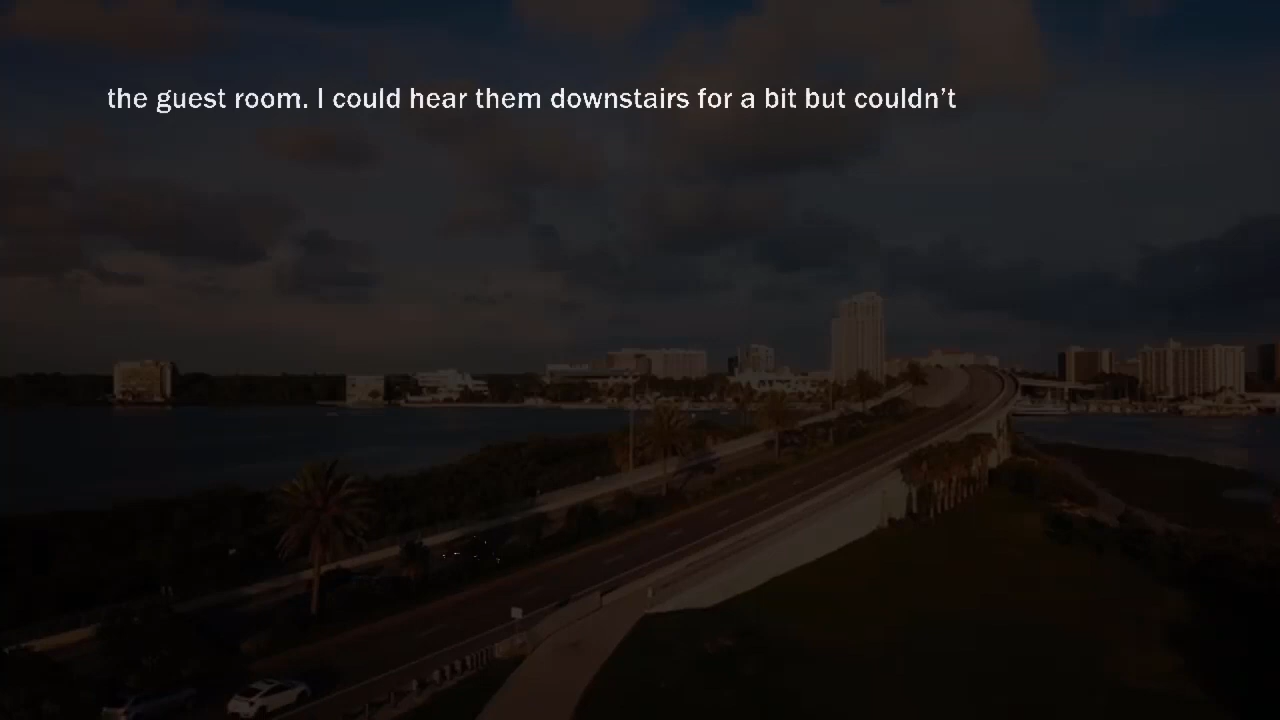 the guest room. I could hear them downstairs for a bit but couldn’t